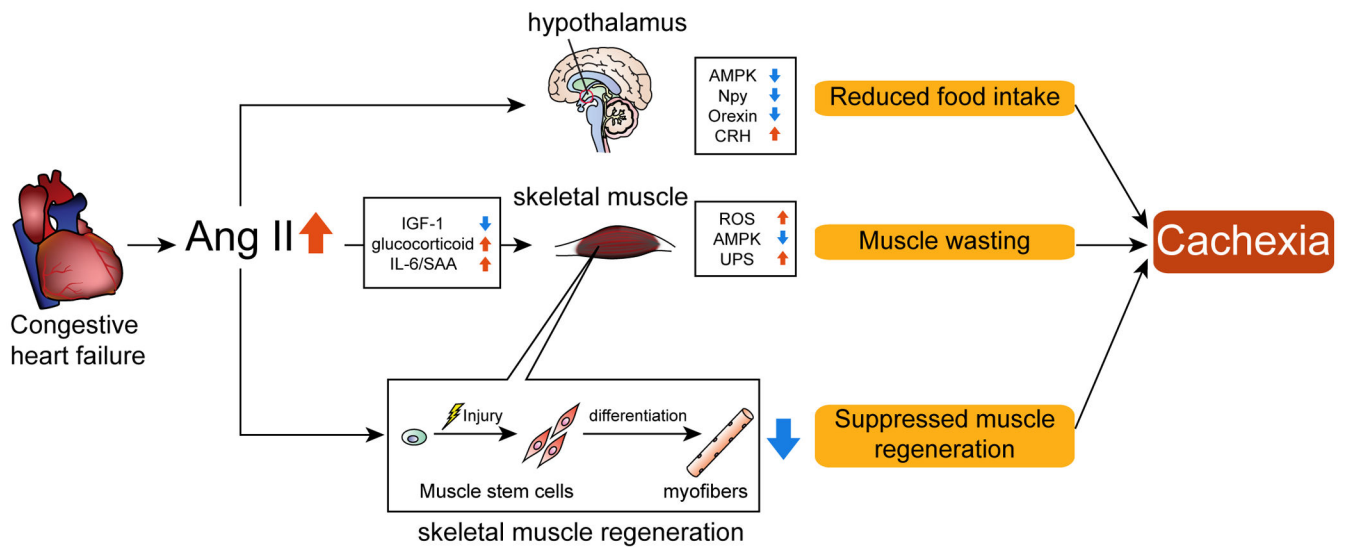 hypothalamus
AMPK
Npy
Orexin
CRH
Reduced food intake
Congestive
heart failure
Ang II
IGF-1
glucocorticoid
IL-6/SAA
skeletal muscle
ROS
AMPK
UPS
Muscle wasting
Cachexia
Injury
differentiation
Muscle stem cells
myofibers
skeletal muscle regeneration
Suppressed muscle
regeneration